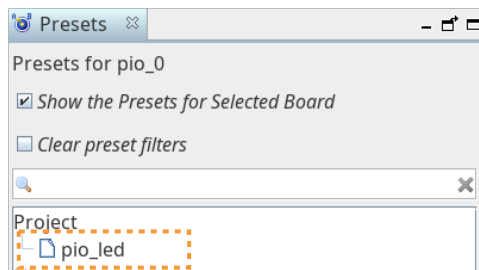 Presets
Presets for pio_0
Show the Presets for Selected Board
Clear preset filters
Project
pio_led